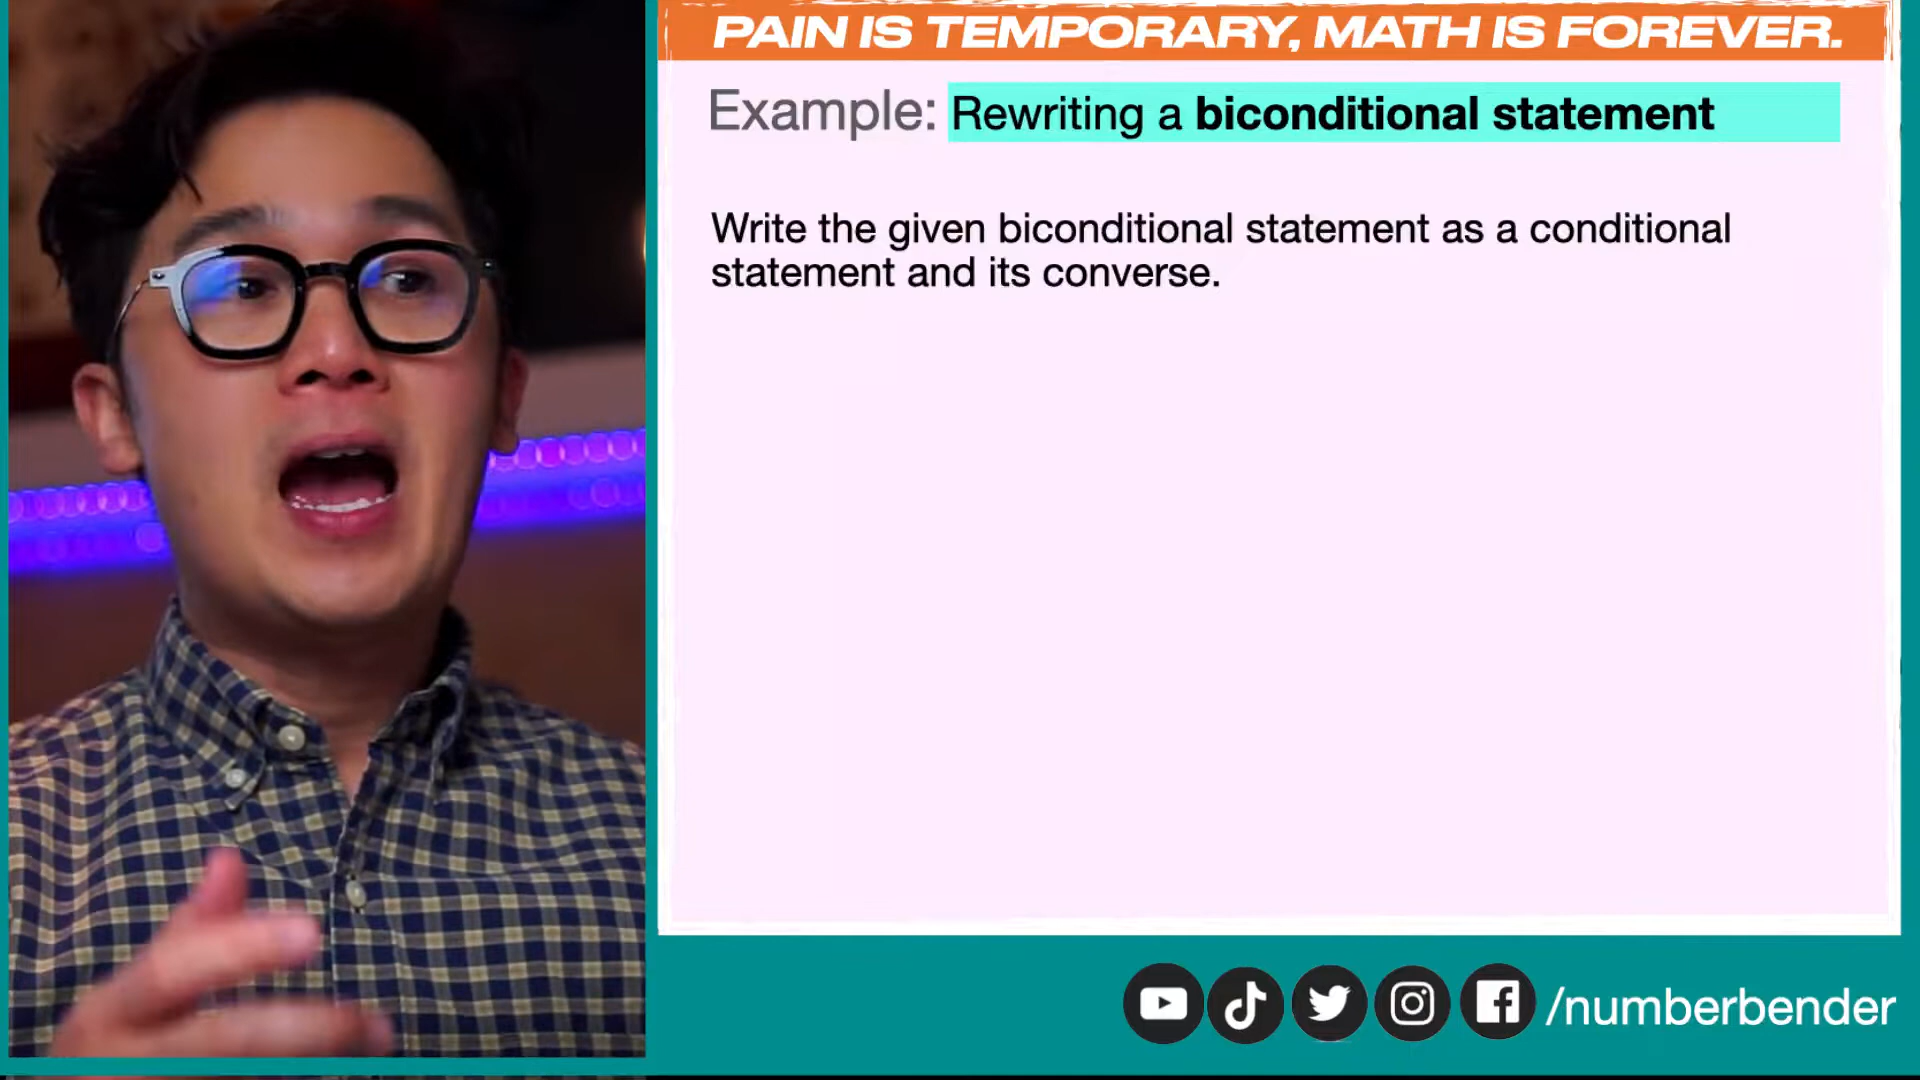 PAIN IS TEMPORARY, MATH IS FOREVER.
Example: Rewriting a biconditional statement
Write the given biconditional statement as a conditional
statement and its converse.
/numberbender